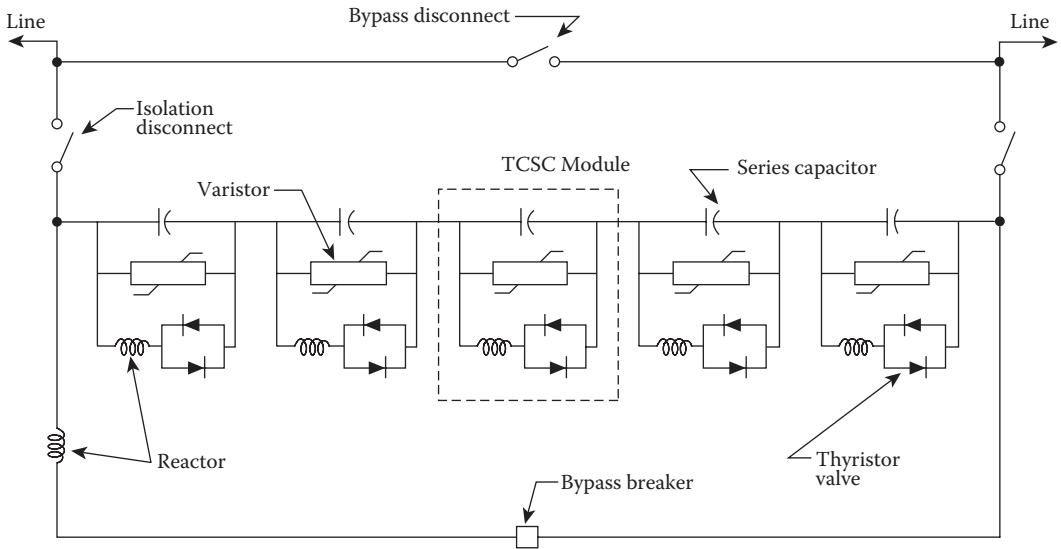 Line
Bypass disconnect
Line
Isolation
disconnect
TCSC Module
Series capacitor
Varistor
Reactor
Thyristor
valve
Bypass breaker